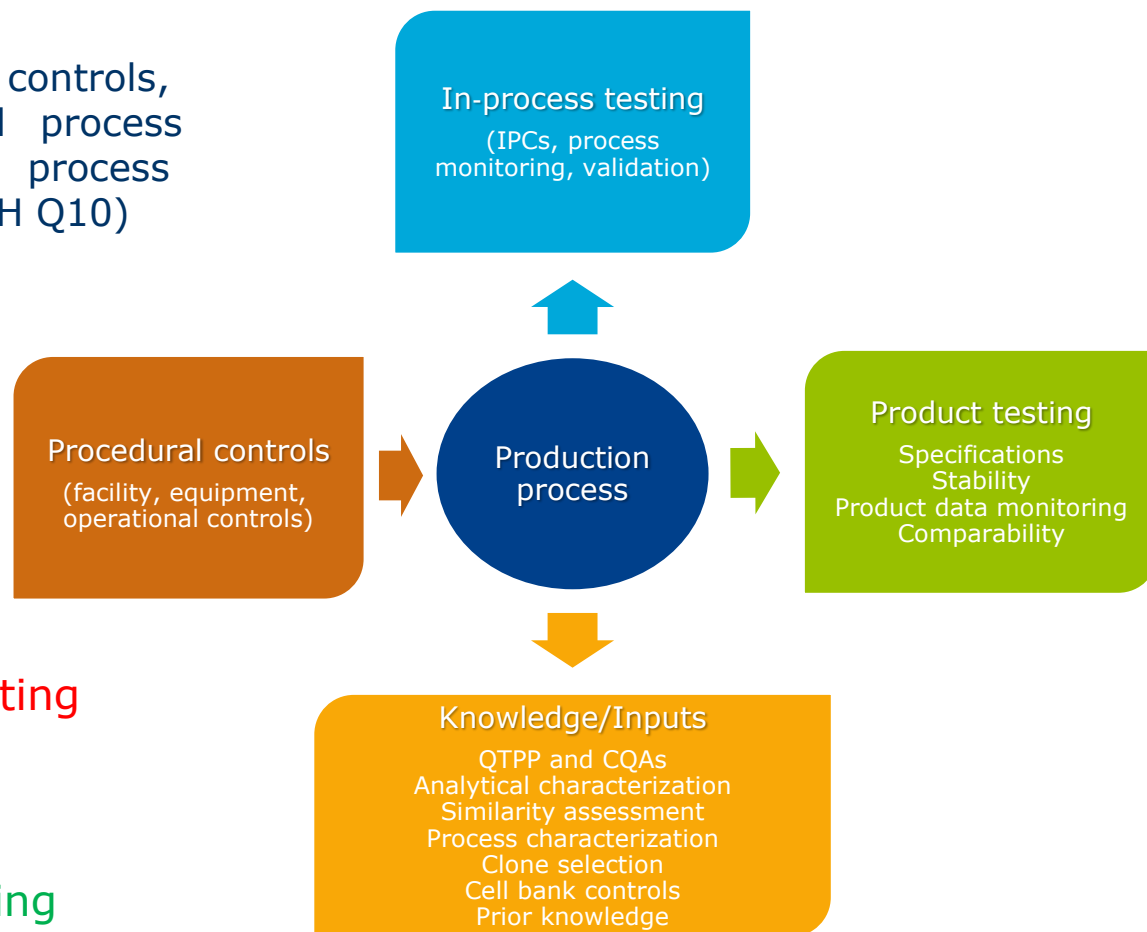 controls,
process
process
Q10)
In-process testing
(IPCs, process
monitoring, validation)
Procedural controls
(facility, equipment,
operational controls)
Production
process
Product testing
Specifications
Stability
Product data monitoring
Comparability
Knowledge/Inputs
QTPP and CQAs
Analytical characterization
Similarity assessment
Process characterization
Clone selection
Cell bank controls
Prior knowledge